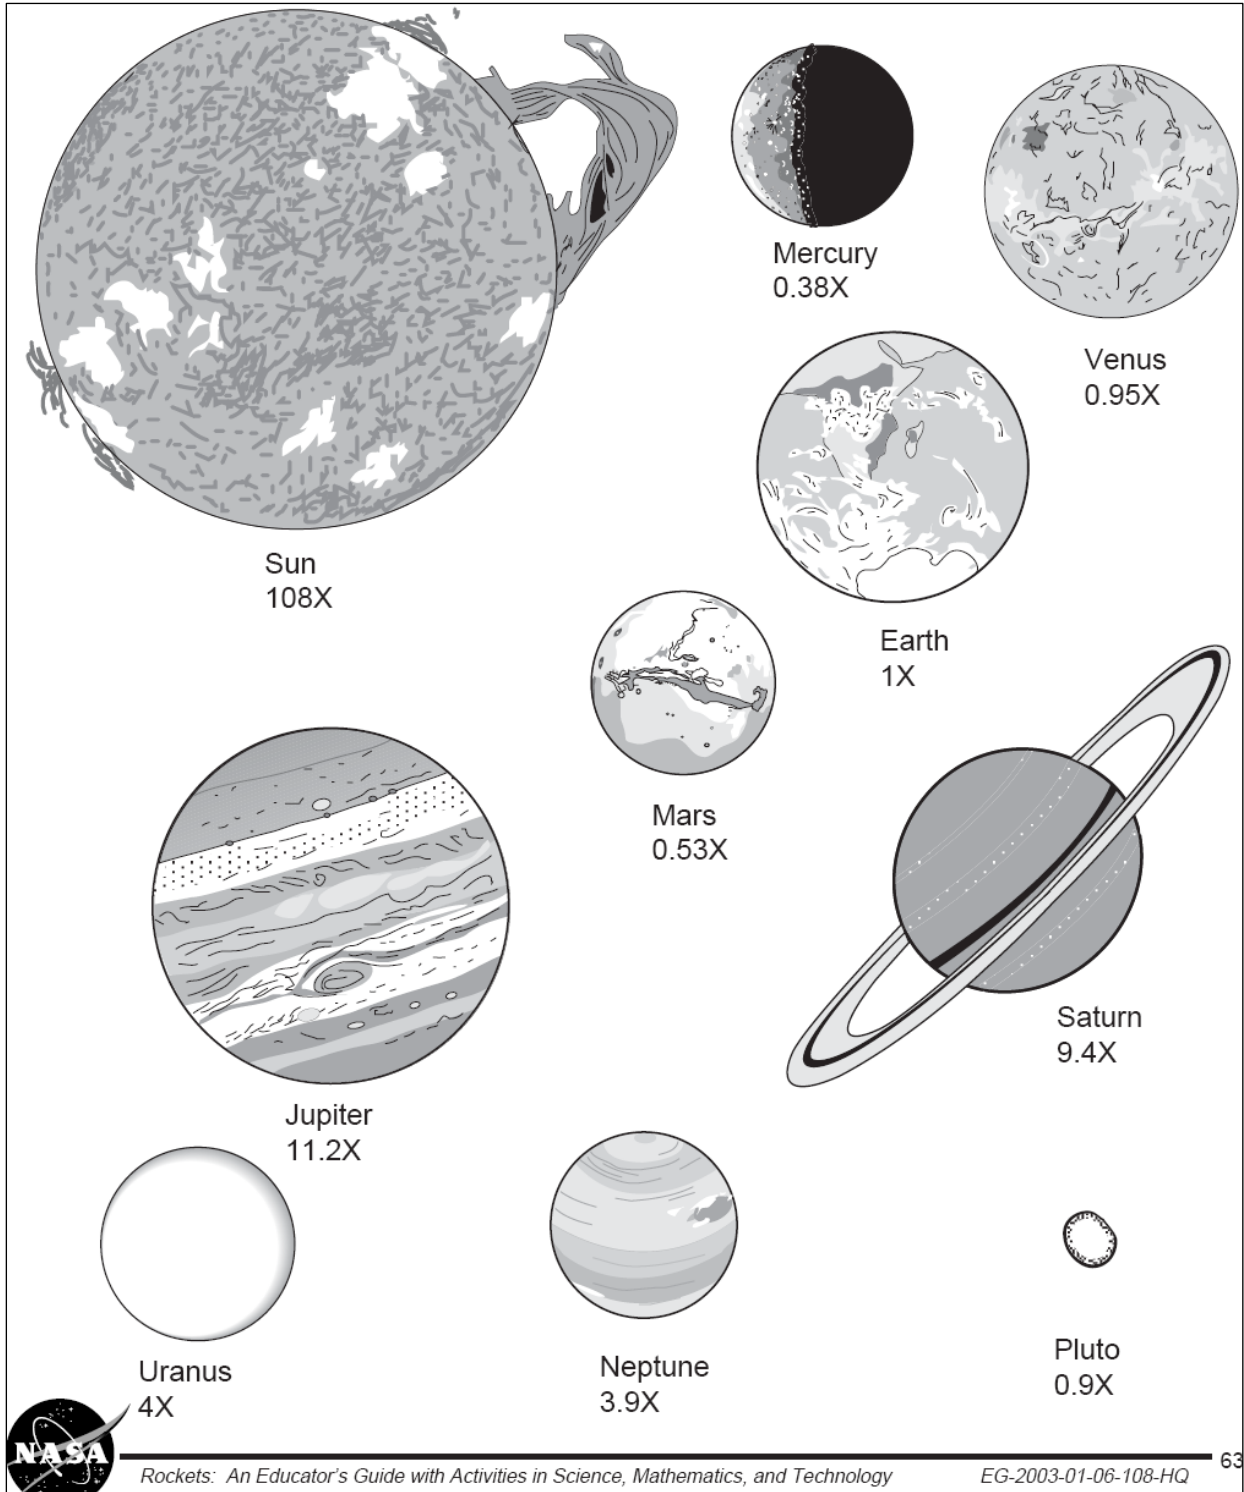 Mercury
0.38X
Venus
0.95X
Sun
108X
Earth
1X
Mars
0.53X
Saturn
9.4X
Jupiter
11.2X
Uranus
4X
Neptune
3.9X
Pluto
0.9X
NASA
Rockets: An Educator's Guide with Activities in Science, Mathematics, and Technology
EG-2003-01-06-108-HQ
63